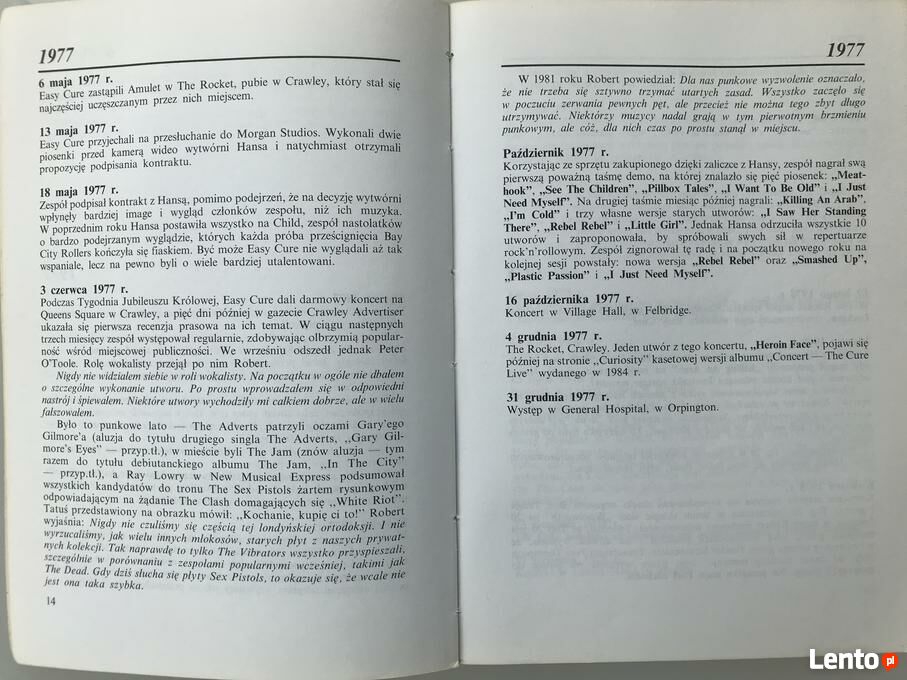 1977
6 maja 1977 r.
Easy Cure zastąpili Amulet w The Rocket, pubie w Crawley, który stał się
najczęściej uczęszczanym przez nich miejscem.
13 maja 1977 r.
Easy Cure przyjechali na przesłuchanie do Morgan Studios. Wykonali dwie
piosenki przed kamerą wideo wytwórni Hansa i natychmiast otrzymali
propozycję podpisania kontraktu.
18 maja 1977 r.
Zespół podpisał kontrakt z Hansą, pomimo podejrzeń, że na decyzję wytwórni
wpłynęły bardziej image i wygląd członków zespołu, niż ich muzyka.
W poprzednim roku Hansa postawiła wszystko na Child, zespół nastolatków
o bardzo podejrzanym wyglądzie, których każda próba prześcignięcia Bay
City Rollers kończyła się fiaskiem. Być może Easy Cure nie wyglądali aż tak
wspaniale, lecz na pewno byli o wiele bardziej utalentowani.
3 czerwca 1977 r.
Podczas Tygodnia Jubileuszu Królowej, Easy Cure dali darmowy koncert na
Queens Square w Crawley, a pięć dni później w gazecie Crawley Advertiser
ukazała się pierwsza recenzja prasowa na ich temat. W ciągu następnych
trzech miesięcy zespół występował regularnie, zdobywając olbrzymią popular-
ność wśród miejscowej publiczności. We wrześniu odszedł jednak Peter
O'Toole. Rolę wokalisty przejął po nim Robert.
Nigdy nie widziałem siebie w roli wokalisty. Na początku w ogóle nie dbałem
o szczególne wykonanie utworu. Po prostu wprowadzałem się w odpowiedni
nastrój i śpiewałem. Niektóre utwory wychodziły mi całkiem dobrze, ale w wielu
fałszowałem.
Było to punkowe lato — The Adverts patrzyli oczami Gary'ego
Gilmore'a (aluzja do tytułu drugiego singla The Adverts, ,,Gary Gil-
more's Eyes" — przyp.tł.), w mieście byli The Jam (znów aluzja — tym
razem do tytułu debiutanckiego albumu The Jam, ,,In The City"
— przyp.tł.), a Ray Lowry w New Musical Express podsumował
wszystkich kandydatów do tronu The Sex Pistols żartem rysunkowym
odpowiadającym na żądanie The Clash domagających się ,,White Riot".
Tatuś przedstawiony na obrazku mówił: ,,Kochanie, kupię ci to!" Robert
wyjaśnia: Nigdy nie czuliśmy się częścią tej londyńskiej ortodoksji. I nie
wyrzucaliśmy, jak wielu innych młokosów, starych płyt z naszych prywat-
nych kolekcji. Tak naprawdę to tylko The Vibrators wszystko przyspieszali,
szczególnie w porównaniu z zespołami popularnymi wcześniej, takimi jak
The Dead. Gdy dziś słucha się płyty Sex Pistols, to okazuje się, że wcale nie
jest ona taka szybka.
14
1977
W 1981 roku Robert powiedział: Dla nas punkowe wyzwolenie oznaczało,
że nie trzeba się sztywno trzymać utartych zasad. Wszystko zaczęło się
w poczuciu zerwania pewnych pęt, ale przecież nie można tego zbyt długo
utrzymywać. Niektórzy muzycy nadal grają w tym pierwotnym brzmieniu
punkowym, ale cóż, dla nich czas po prostu stanął w miejscu.
Październik 1977 r.
Korzystając ze sprzętu zakupionego dzięki zaliczce z Hansy, zespół nagrał swą
pierwszą poważną taśmę demo, na której znalazło się pięć piosenek: ,,Meat-
hook", ,,See The Children", ,,Pillbox Tales", ,,I Want To Be Old" i ,,I Just
Need Myself". Na drugiej taśmie miesiąc później nagrali: ,,Killing An Arab",
,,I'm Cold" i trzy własne wersje starych utworów: ,,I Saw Her Standing
There", ,,Rebel Rebel" i ,,Little Girl". Jednak Hansa odrzuciła wszystkie 10
utworów i zaproponowała, by spróbowali swych sił w repertuarze
rock'n'rollowym. Zespół zignorował tę radę i na początku nowego roku na
kolejnej sesji powstały: nowa wersja ,,Rebel Rebel" oraz ,,Smashed Up",
,,Plastic Passion" i ,,I Just Need Myself".
16 października 1977 r.
Koncert w Village Hall, w Felbridge.
4 grudnia 1977 r.
The Rocket, Crawley. Jeden utwór z tego koncertu, ,,Heroin Face", pojawi się
później na stronie ,,Curiosity" kasetowej wersji albumu ,,Concert — The Cure
Live" wydanego w 1984 r.
31 grudnia 1977 r.
Występ w General Hospital, w Orpington.
Lento pl